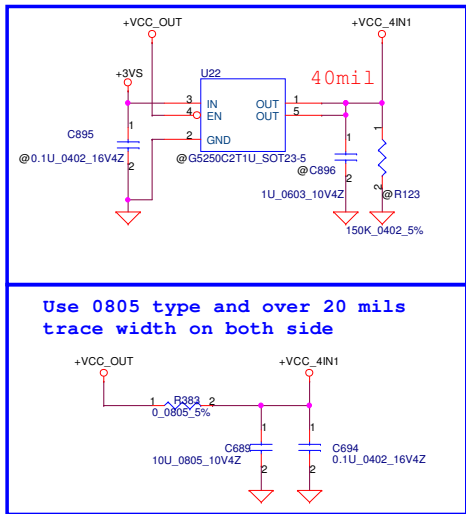 +VCC_OUT
+VCC_4IN1
+3VS
U22
40mil
3
IN
OUT
1
4
EN
OUT
5
2
GND
C895
1
@0.1U_0402_16V4Z
2
@G5250C2T1U_SOT23-5
1
@C896
2
1U_0603_10V4Z
1
2
@R123
150K_0402_5%
Use 0805 type and over 20 mils
trace width on both side
+VCC_OUT
+VCC_4IN1
1
R383
2
0_0805_5%
1
C689
2
10U_0805_10V4Z
1
C694
2
0.1U_0402_16V4Z